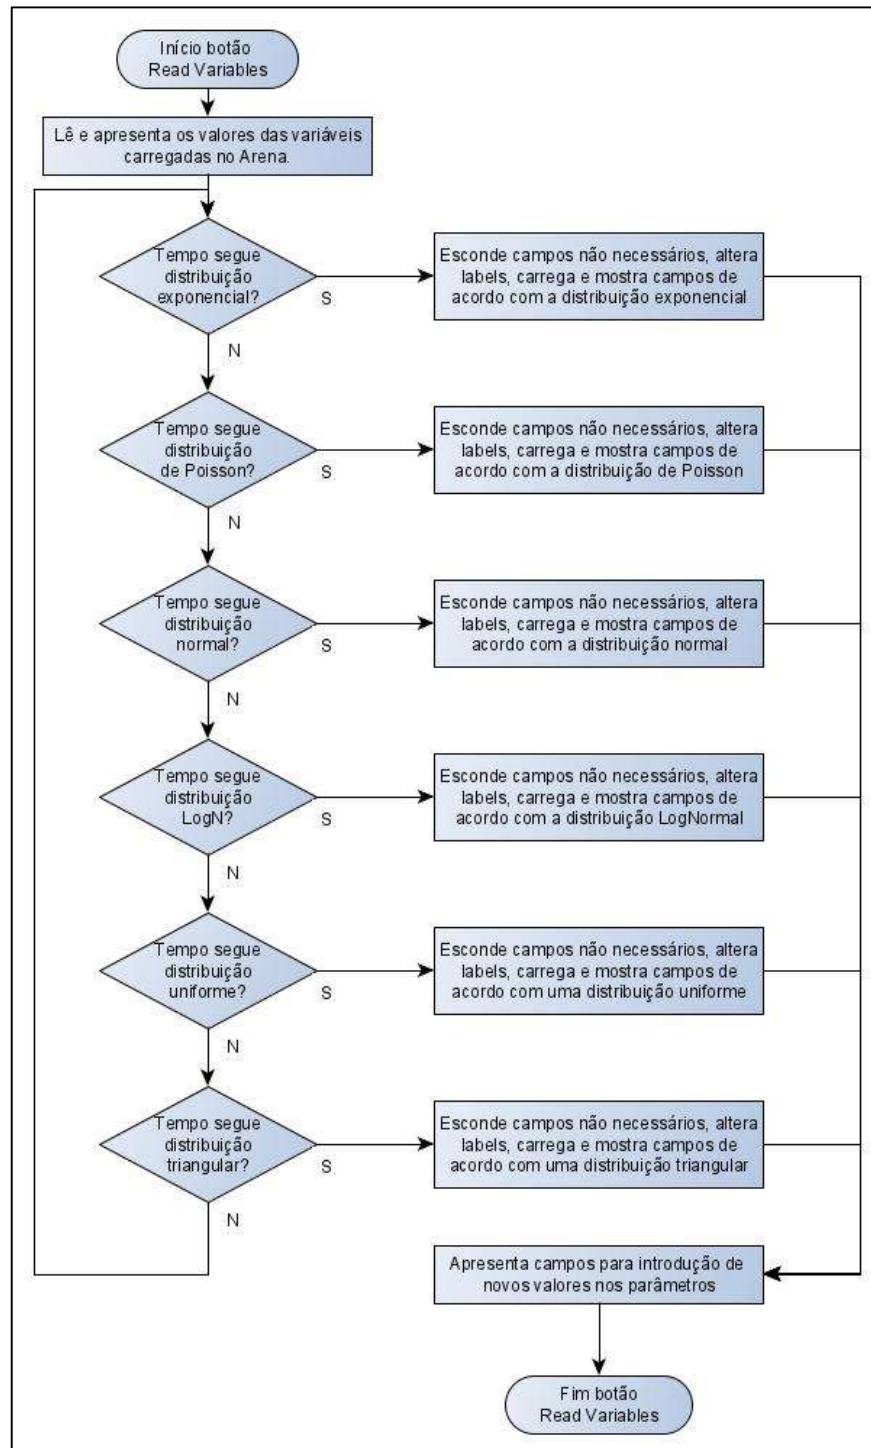 Início botão
Read Variables
Lê e apresenta os valores das variáveis
carregadas no Arena.
Tempo segue
distribuição
exponencial?
S
Esconde campos não necessários, altera
labels, carrega e mostra campos de
acordo com a distribuição exponencial
N
Tempo segue
distribuição
de Poisson?
S
Esconde campos não necessários, altera
labels, carrega e mostra campos de
acordo com a distribuição de Poisson
N
Tempo segue
distribuição
normal?
S
Esconde campos não necessários, altera
labels, carrega e mostra campos de
acordo com a distribuição normal
N
Tempo segue
distribuição
LogN?
S
Esconde campos não necessários, altera
labels, carrega e mostra campos de
acordo com a distribuição LogNormal
N
Tempo segue
distribuição
uniforme?
S
Esconde campos não necessários, altera
labels, carrega e mostra campos de
acordo com uma distribuição uniforme
N
Tempo segue
distribuição
triangular?
S
Esconde campos não necessários, altera
labels, carrega e mostra campos de
acordo com uma distribuição triangular
N
Apresenta campos para introdução de
novos valores nos parâmetros
Fim botão
Read Variables